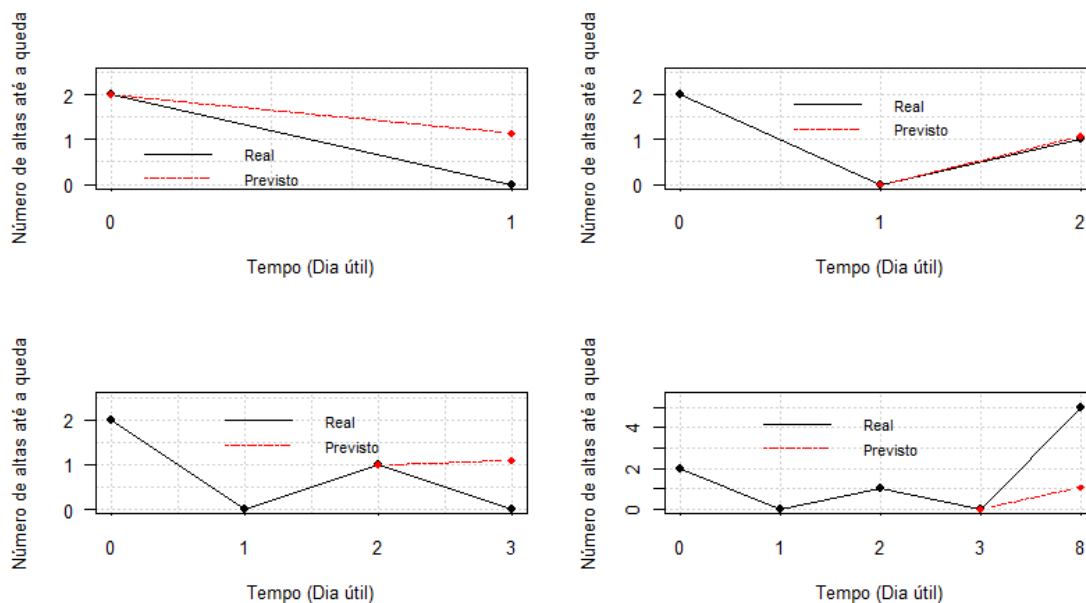 Número de altas até a queda
2
1
0
Real
Previsto
0
1
Tempo (Dia útil)
Número de altas até a queda
2
1
0
Real
Previsto
0
1
2
Tempo (Dia útil)
Número de altas até a queda
2
1
0
Real
Previsto
0
1
2
3
Tempo (Dia útil)
Número de altas até a queda
4
2
0
Real
Previsto
0
1
2
3
8
Tempo (Dia útil)